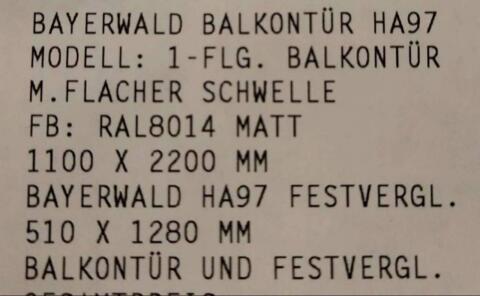 BAYERWALD BALKONTÜR HA97
MODELL: 1-FLG. BALKONTÜR
M.FLACHER SCHWELLE
FB: RAL8014 MATT
1100 X 2200 MM
BAYERWALD HA97 FESTVERGL.
510 X 1280 MM
BALKONTÜR UND FESTVERGL.